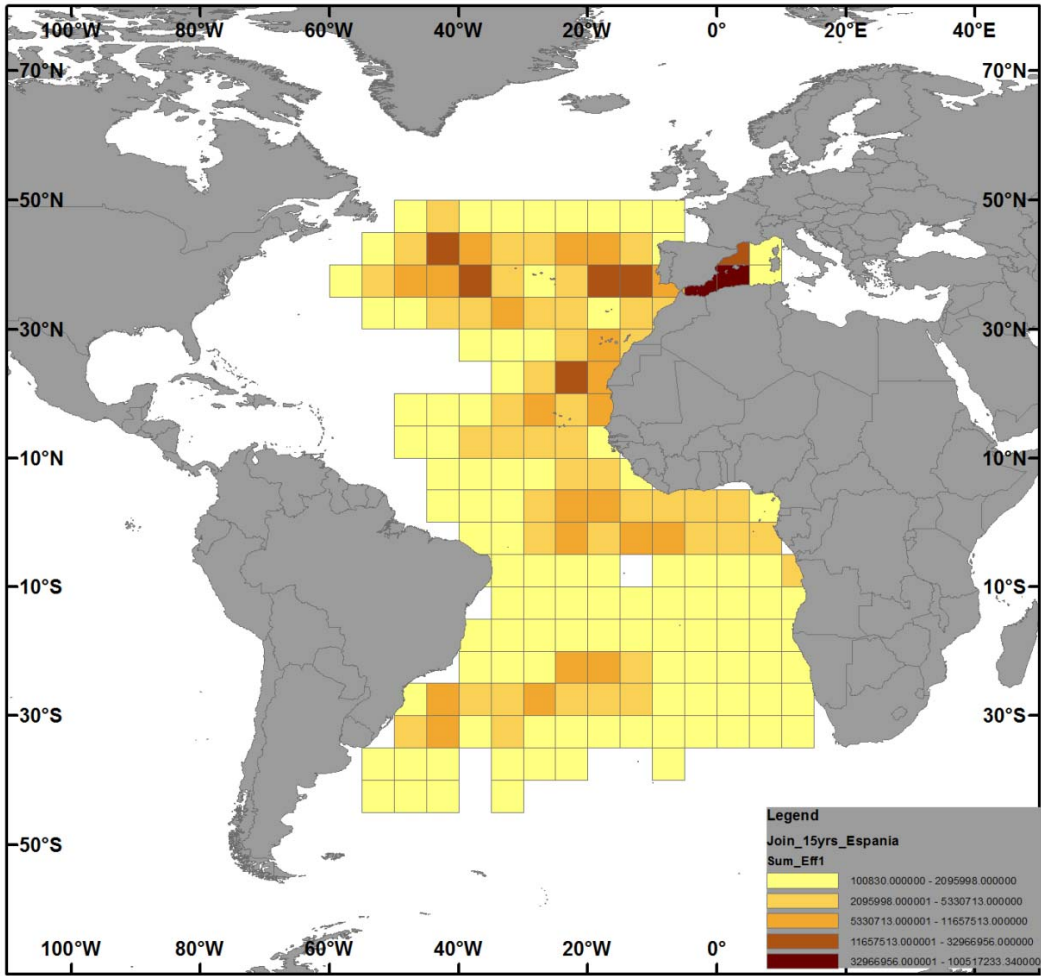 100°W 80°W 60°W 40°W 20°W 0° 20°E 40°E
70°N 70°N
50°N 50°N
30°N 30°N
10°N 10°N
10°S 10°S
30°S 30°S
50°S
Legend
Join_15yrs_Espania
Sum_Eff1
100830.000000 - 2095998.000000
2095998.000001 - 5330713.000000
5330713.000001 - 11657513.000000
11657513.000001 - 32966956.000000
32966956.000001 - 100517233.340000
100°W 80°W 60°W 40°W 20°W 0°